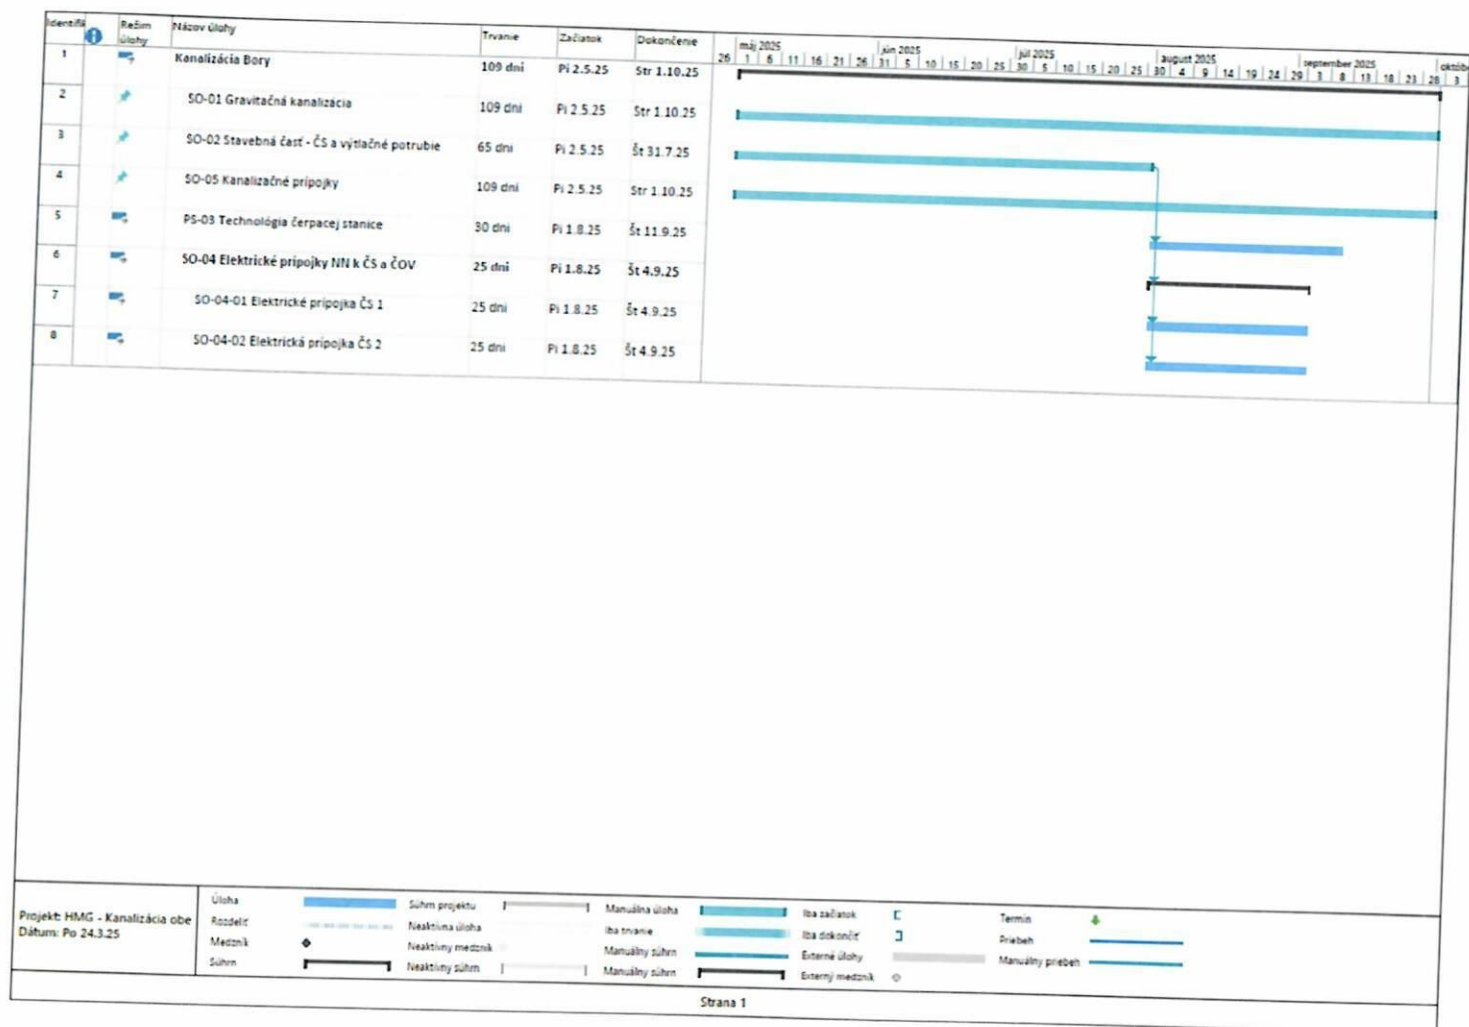 Identifik Režim úlohy Názov úlohy Trvanie Začiatok Dokončenie
máj 2025 jún 2025 júl 2025 august 2025 september 2025 októbe
26 1 6 11 16 21 26 31 5 10 15 20 25 30 5 10 15 20 25 30 4 9 14 19 24 29 3 8 13 18 23 28 3
1 Kanalizácia Bory 109 dní Pi 2.5.25 Str 1.10.25
2 SO-01 Gravitačná kanalizácia 109 dní Pi 2.5.25 Str 1.10.25
3 SO-02 Stavebná časť - ČS a výtlačné potrubie 65 dní Pi 2.5.25 Št 31.7.25
4 SO-05 Kanalizačné prípojky 109 dní Pi 2.5.25 Str 1.10.25
5 PS-03 Technológia čerpacej stanice 30 dní Pi 1.8.25 Št 11.9.25
6 SO-04 Elektrické prípojky NN k ČS a ČOV 25 dní Pi 1.8.25 Št 4.9.25
7 SO-04-01 Elektrické prípojka ČS 1 25 dní Pi 1.8.25 Št 4.9.25
8 SO-04-02 Elektrická prípojka ČS 2 25 dní Pi 1.8.25 Št 4.9.25
Projekt: HMG - Kanalizácia obe
Dátum: Po 24.3.25
Úloha
Rozdeliť
Medzník
Súhrn
Súhrn projektu
Neaktívna úloha
Neaktívny medzník
Neaktívny súhrn
Manuálna úloha
Iba trvanie
Manuálny súhrn
Manuálny súhrn
Iba začiatok
Iba dokončiť
Externé úlohy
Externý medzník
Termín
Priebeh
Manuálny priebeh
Strana 1